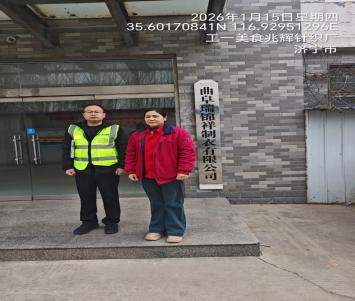 2026年1月15日星期四
35.60170841N 116.92951296E
工一美食兆辉针织厂
济宁市
曲阜瑞锦祥制衣有限公司